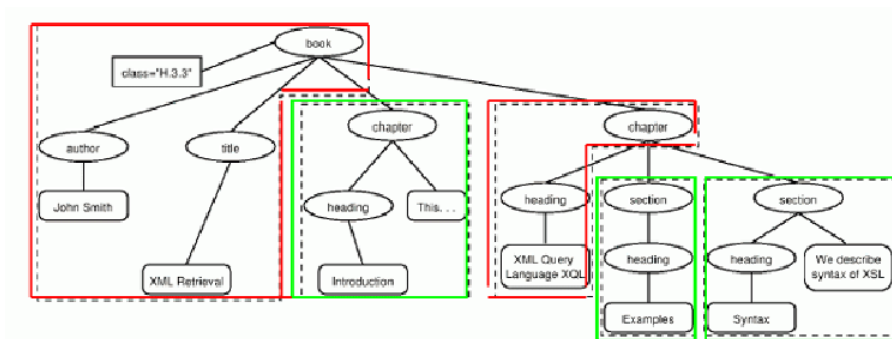 book
class="H.3.3"
chapter
chapter
author
title
John Smith
heading
This. . .
heading
section
section
XML Query
Language XQL
heading
heading
We describe
syntax of XSL
XML Retrieval
Introduction
Examples
Syntax